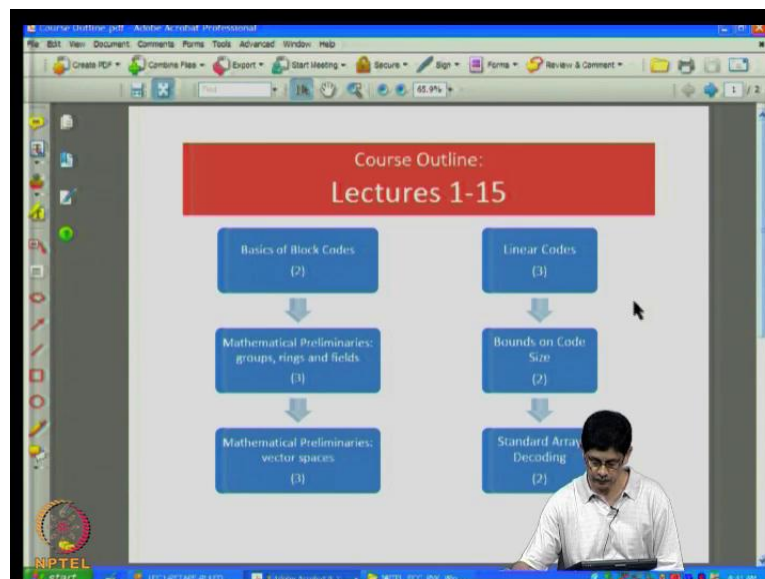 Course Outline.pdf - Adobe Acrobat Professional
File Edit View Document Comments Forms Tools Advanced Window Help
Create PDF Combine Files Export Start Meeting Secure Sign Forms Review & Comment
Find 65.9% 1 / 2
Course Outline:
Lectures 1-15
Basics of Block Codes
(2)
Mathematical Preliminaries:
groups, rings and fields
(3)
Mathematical Preliminaries:
vector spaces
(3)
Linear Codes
(3)
Bounds on Code
Size
(2)
Standard Array
Decoding
(2)
NPTEL
start